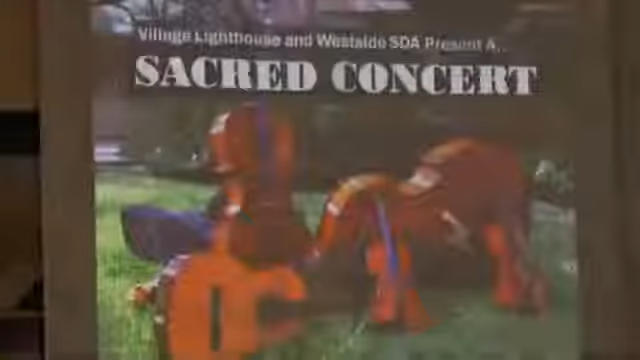 Village Lighthouse and Westside SDA Present A..
SACRED CONCERT